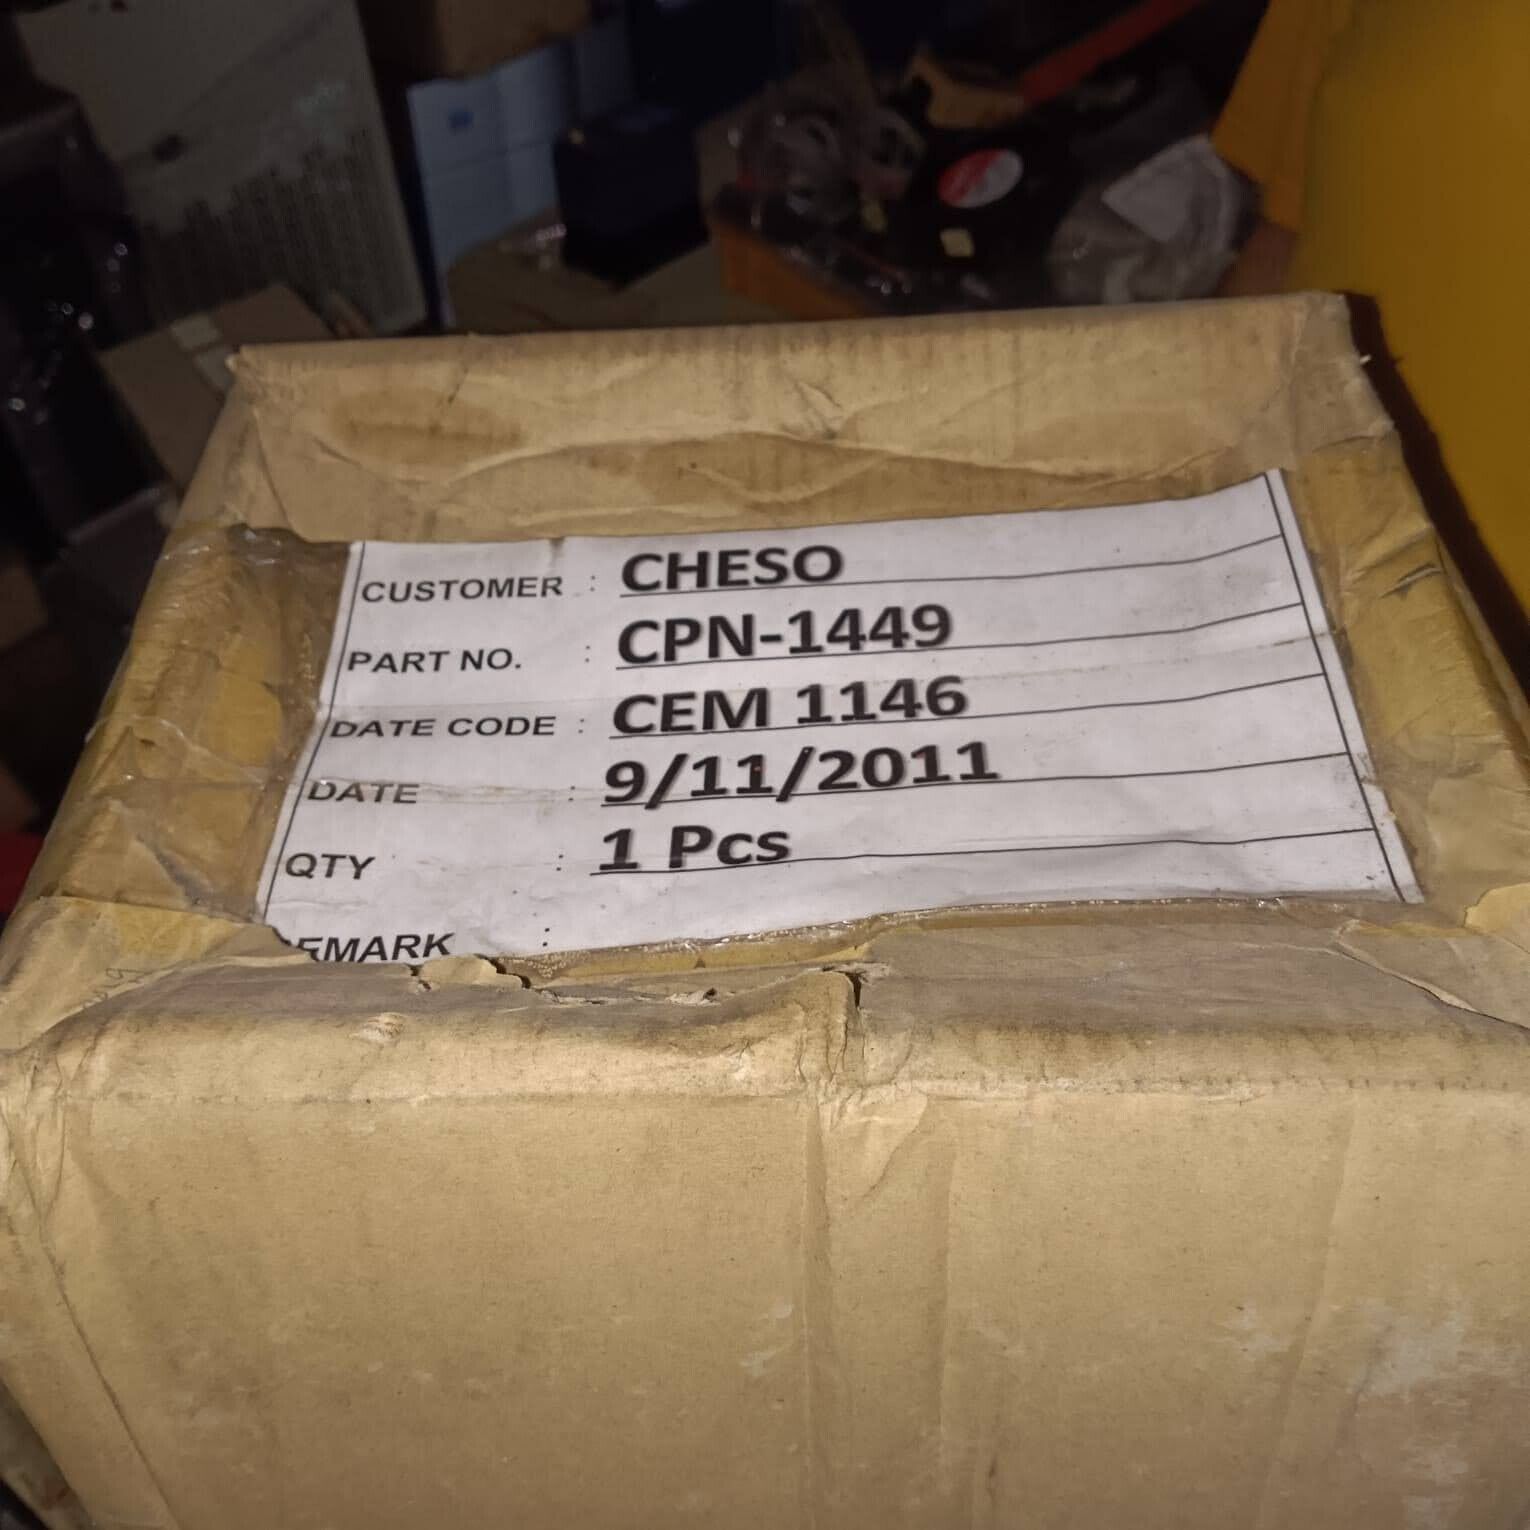 CUSTOMER : CHESO
PART NO. : CPN-1449
DATE CODE : CEM 1146
DATE : 9/11/2011
QTY : 1 Pcs
EMARK :